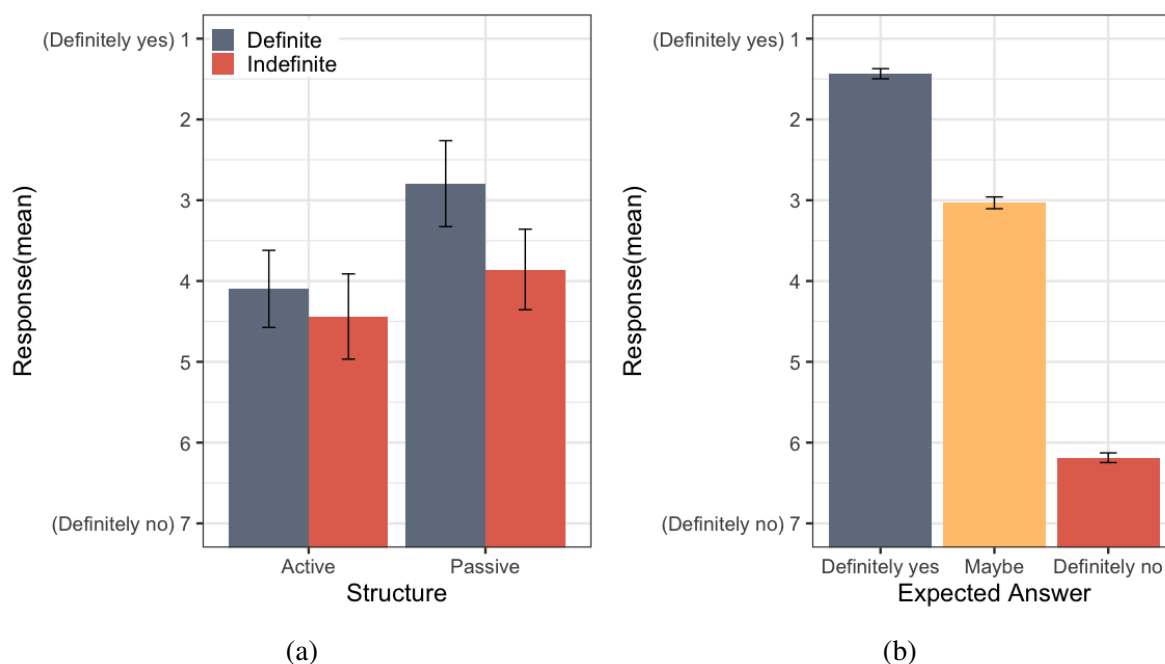 (Definitely yes) 1
2
3
4
5
6
(Definitely no) 7
Response(mean)
Definite
Indefinite
Active Passive
Structure
(a)
(Definitely yes) 1
2
3
4
5
6
(Definitely no) 7
Response(mean)
Definitely yes Maybe Definitely no
Expected Answer
(b)